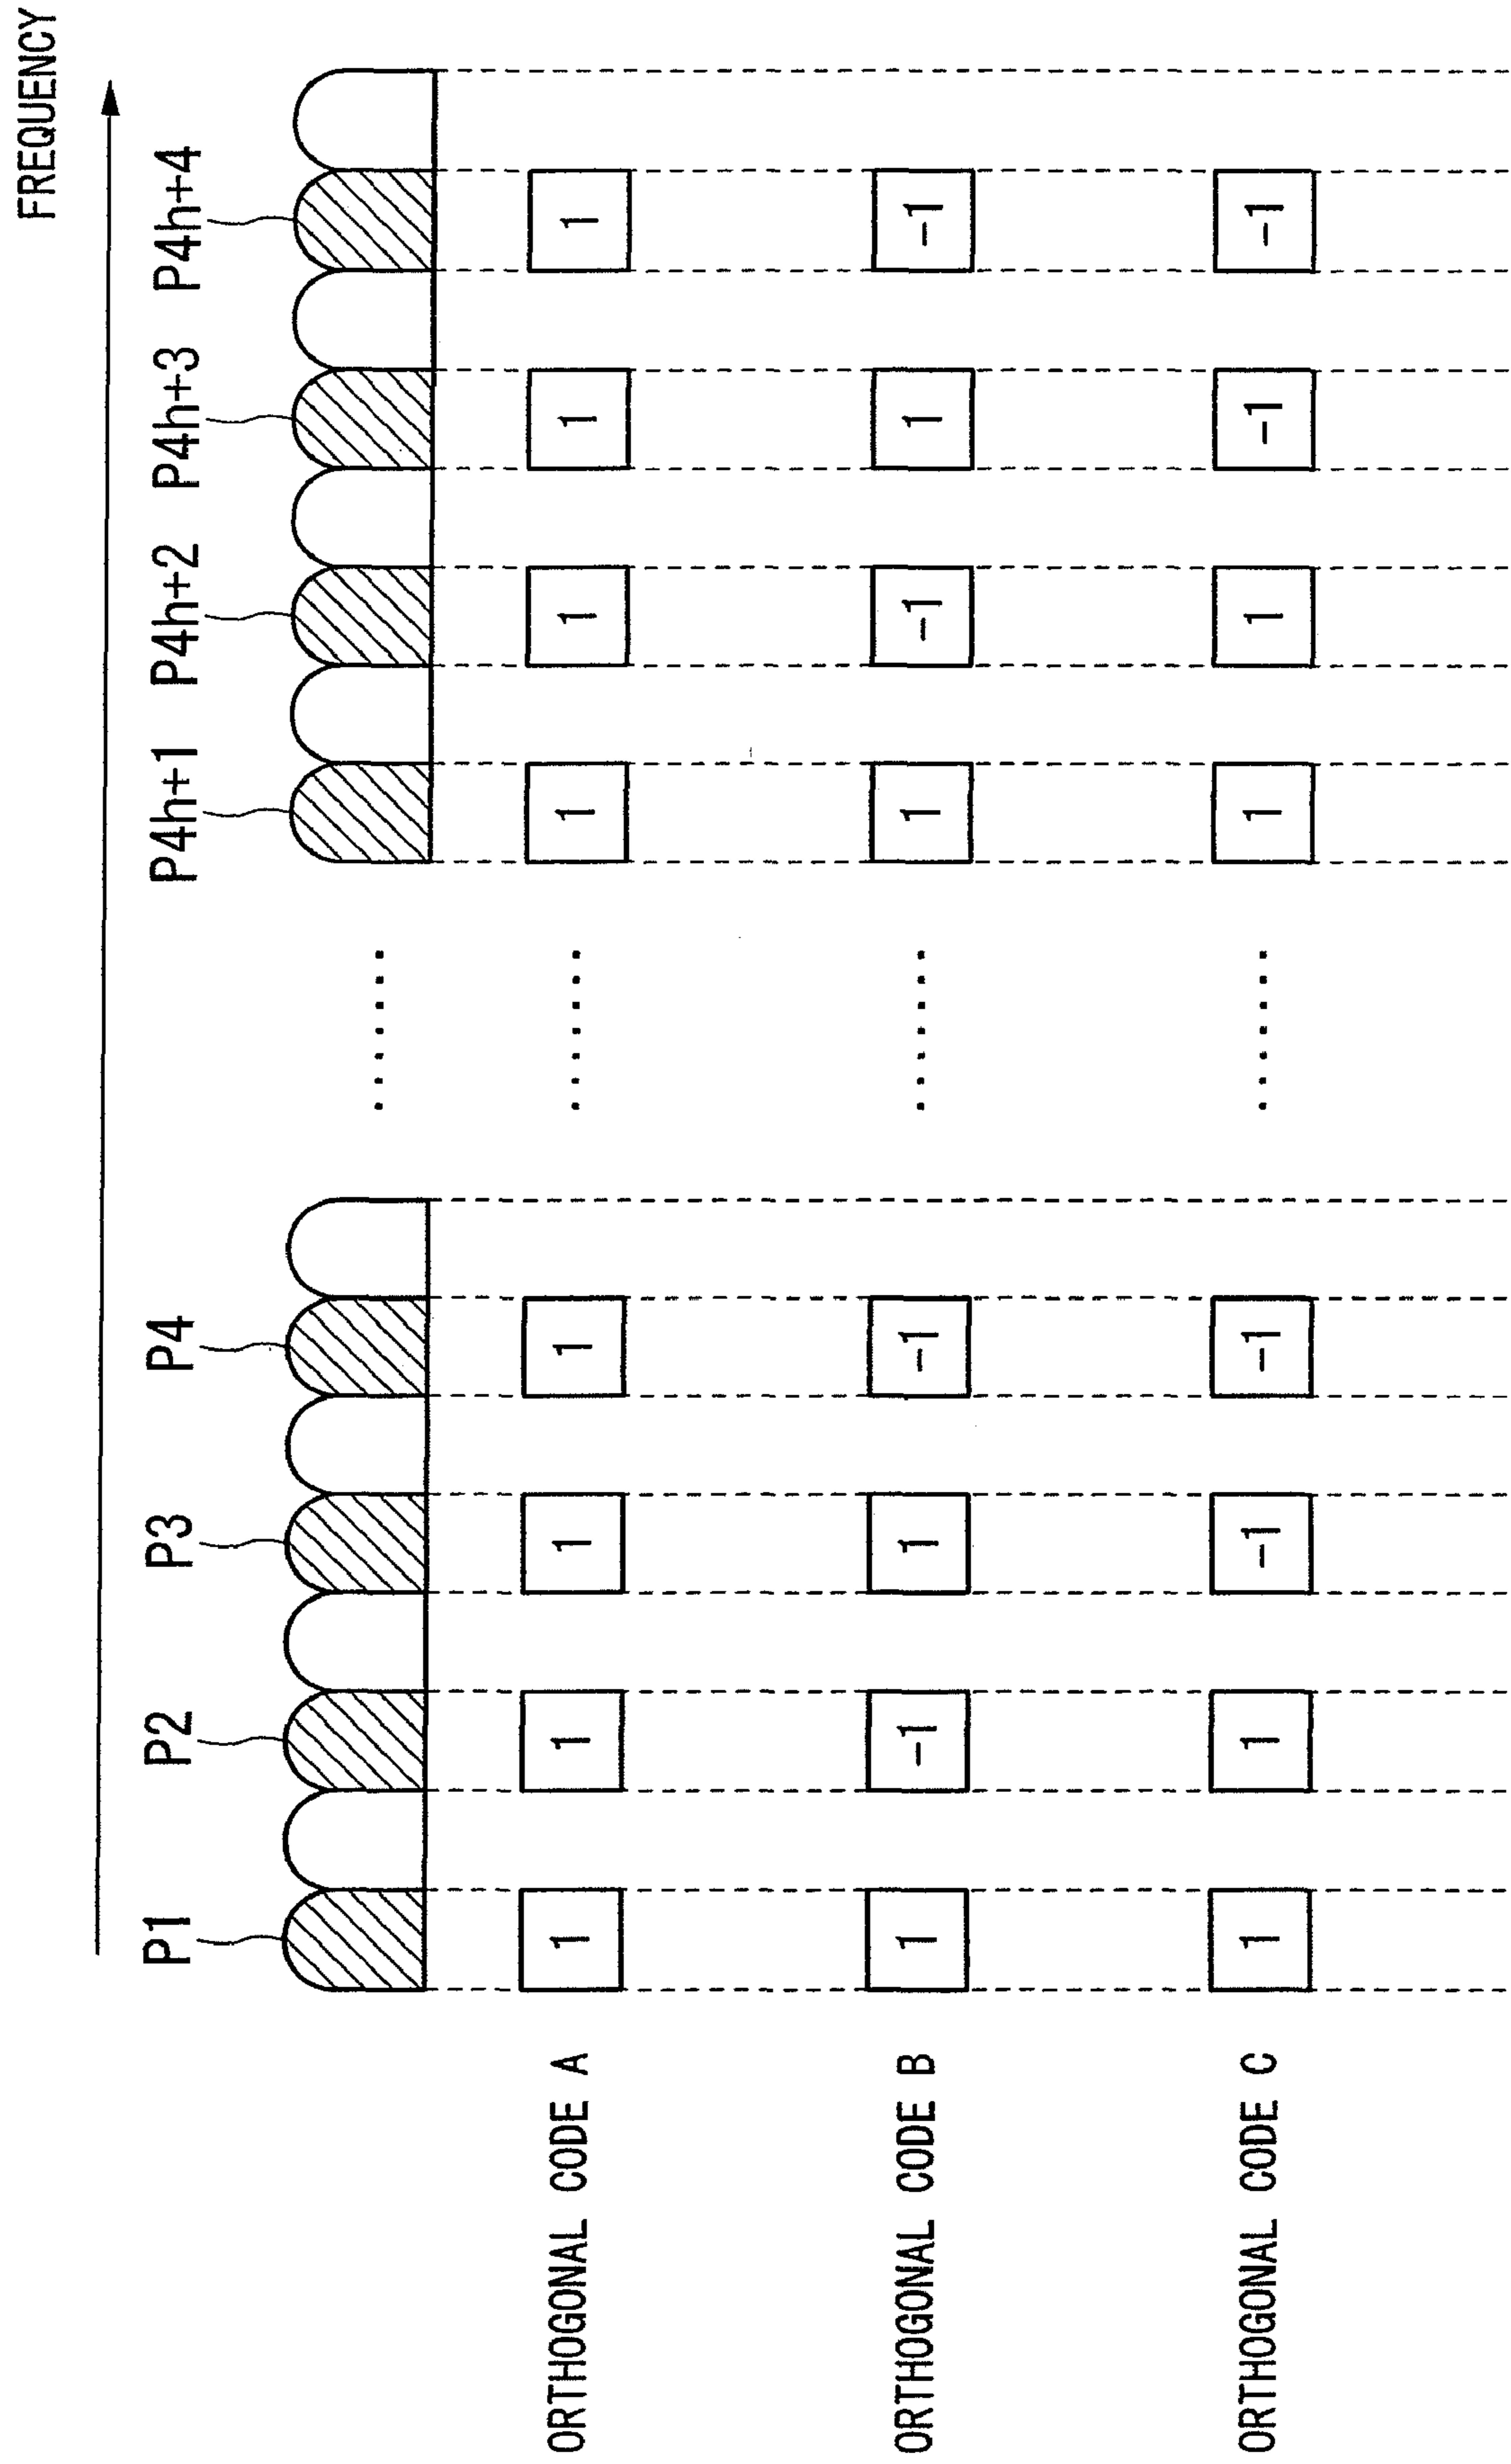 FREQUENCY
P1 P2 P3 P4 ...... P4h+1 P4h+2 P4h+3 P4h+4
ORTHOGONAL CODE A 1 1 1 1 ....... 1 1 1 1
ORTHOGONAL CODE B 1 -1 1 -1 ....... 1 -1 1 -1
ORTHOGONAL CODE C 1 1 -1 -1 ....... 1 1 -1 -1